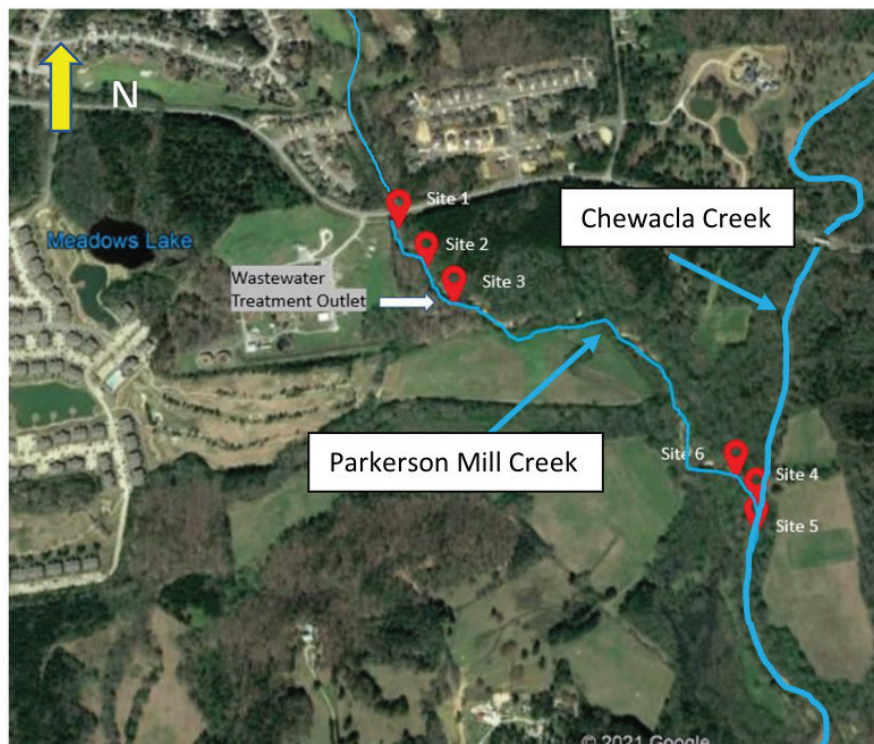 N
Site 1
Chewacla Creek
Meadows Lake
Site 2
Wastewater
Treatment Outlet
Site 3
Parkerson Mill Creek
Site 6
Site 4
Site 5
© 2021 Google